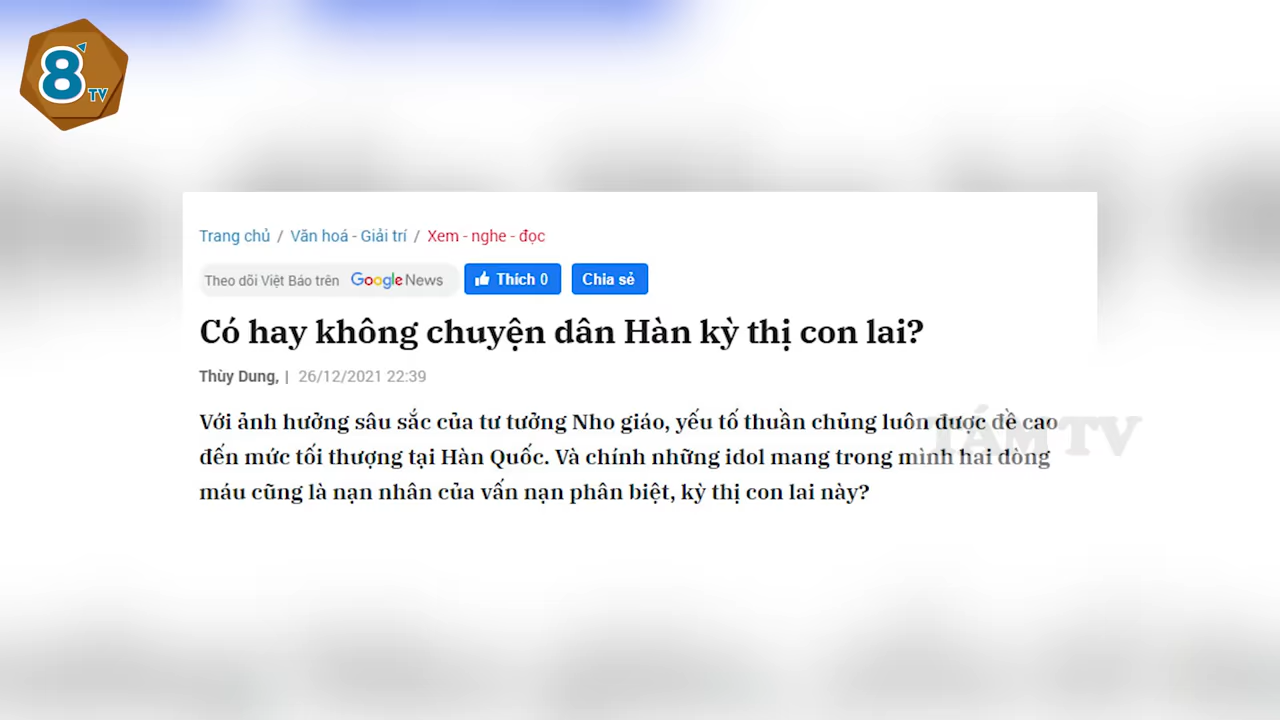 8 TV
Trang chủ / Văn hoá - Giải trí / Xem - nghe - đọc
Theo dõi Việt Báo trên Google News Thích 0 Chia sẻ
Có hay không chuyện dân Hàn kỳ thị con lai?
Thùy Dung, | 26/12/2021 22:39
Với ảnh hưởng sâu sắc của tư tưởng Nho giáo, yếu tố thuần chủng luôn được đề cao
TÁM TV
đến mức tối thượng tại Hàn Quốc. Và chính những idol mang trong mình hai dòng
máu cũng là nạn nhân của vấn nạn phân biệt, kỳ thị con lai này?